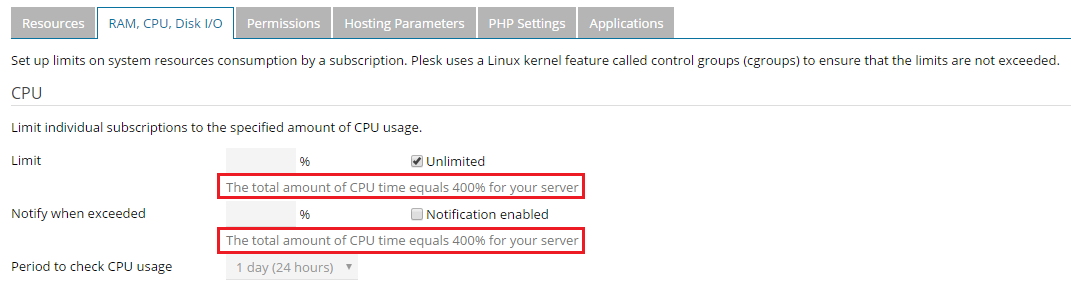 Resources RAM, CPU, Disk I/O Permissions Hosting Parameters PHP Settings Applications
Set up limits on system resources consumption by a subscription. Plesk uses a Linux kernel feature called control groups (cgroups) to ensure that the limits are not exceeded.
CPU
Limit individual subscriptions to the specified amount of CPU usage.
Limit % Unlimited
The total amount of CPU time equals 400% for your server
Notify when exceeded % Notification enabled
The total amount of CPU time equals 400% for your server
Period to check CPU usage 1 day (24 hours)